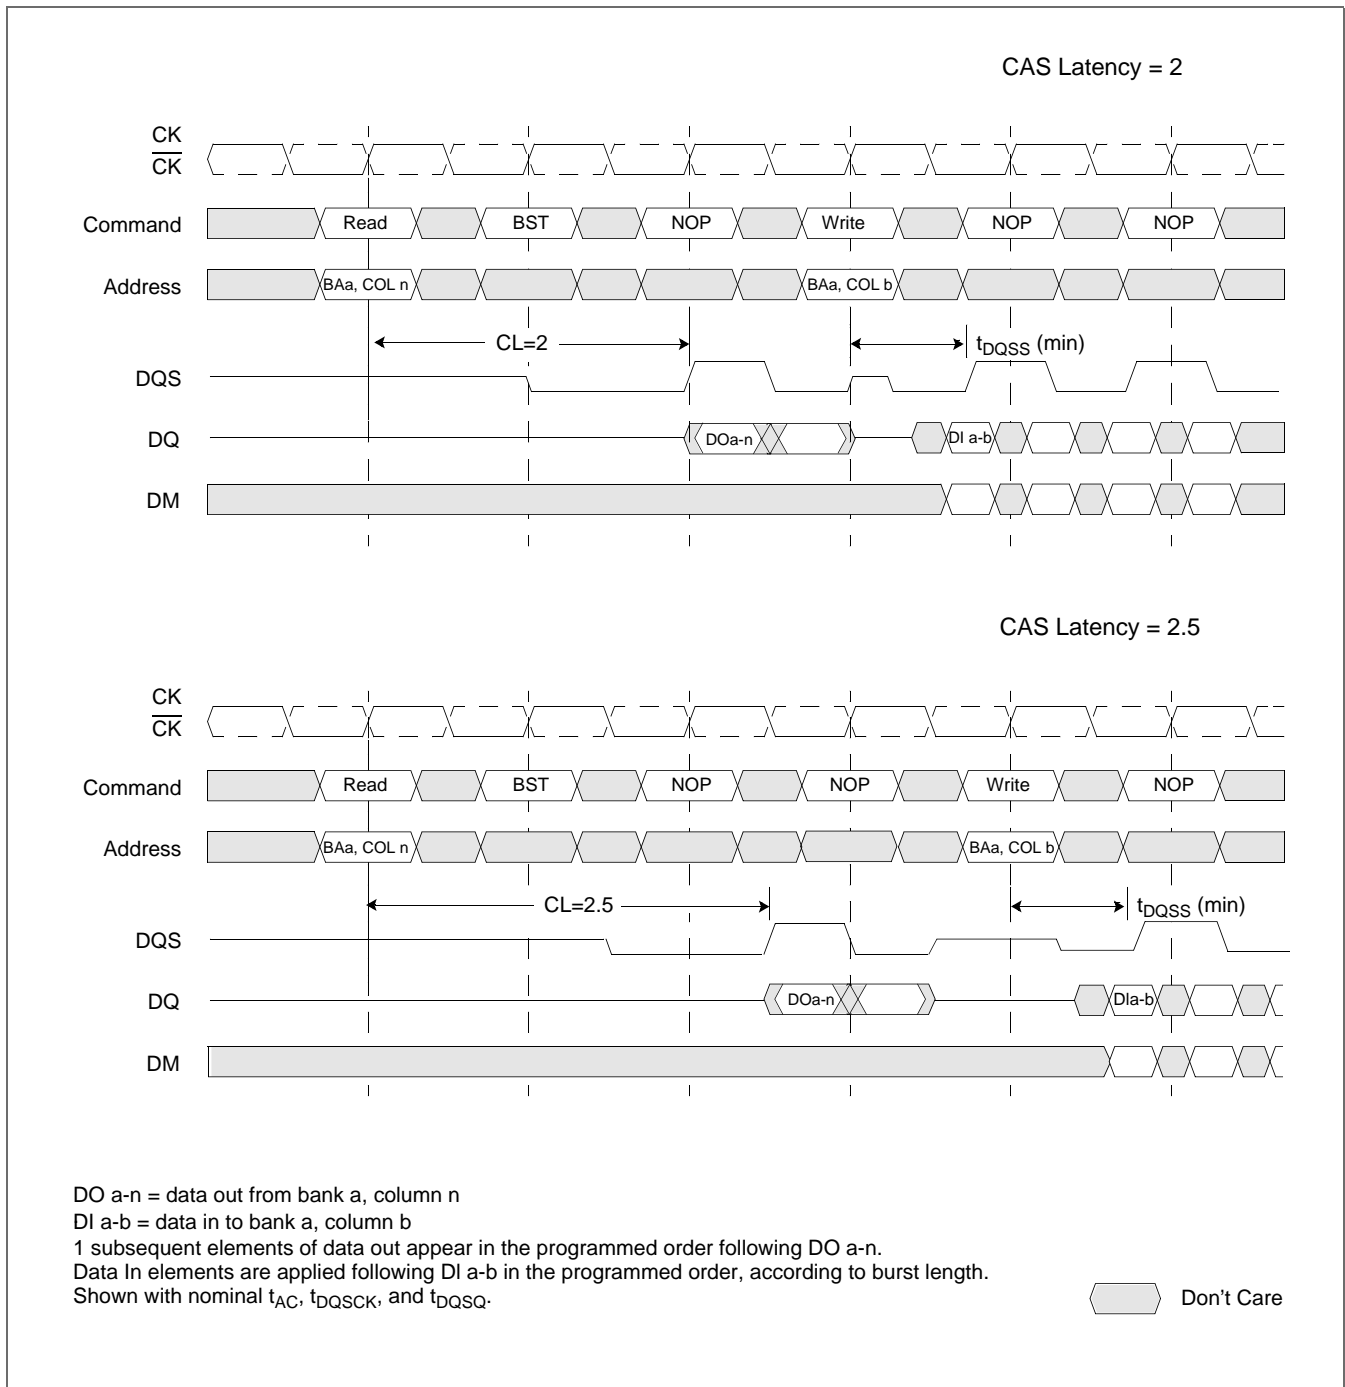 CAS Latency = 2
CK
CK
Command Read BST NOP Write NOP NOP
Address BAa, COL n BAa, COL b
CL=2 tDQSS (min)
DQS
DQ DOa-n DI a-b
DM
CAS Latency = 2.5
CK
CK
Command Read BST NOP NOP Write NOP
Address BAa, COL n BAa, COL b
CL=2.5 tDQSS (min)
DQS
DQ DOa-n DIa-b
DM
DO a-n = data out from bank a, column n
DI a-b = data in to bank a, column b
1 subsequent elements of data out appear in the programmed order following DO a-n.
Data In elements are applied following DI a-b in the programmed order, according to burst length.
Shown with nominal tAC, tDQSCK, and tDQSQ.
Don't Care